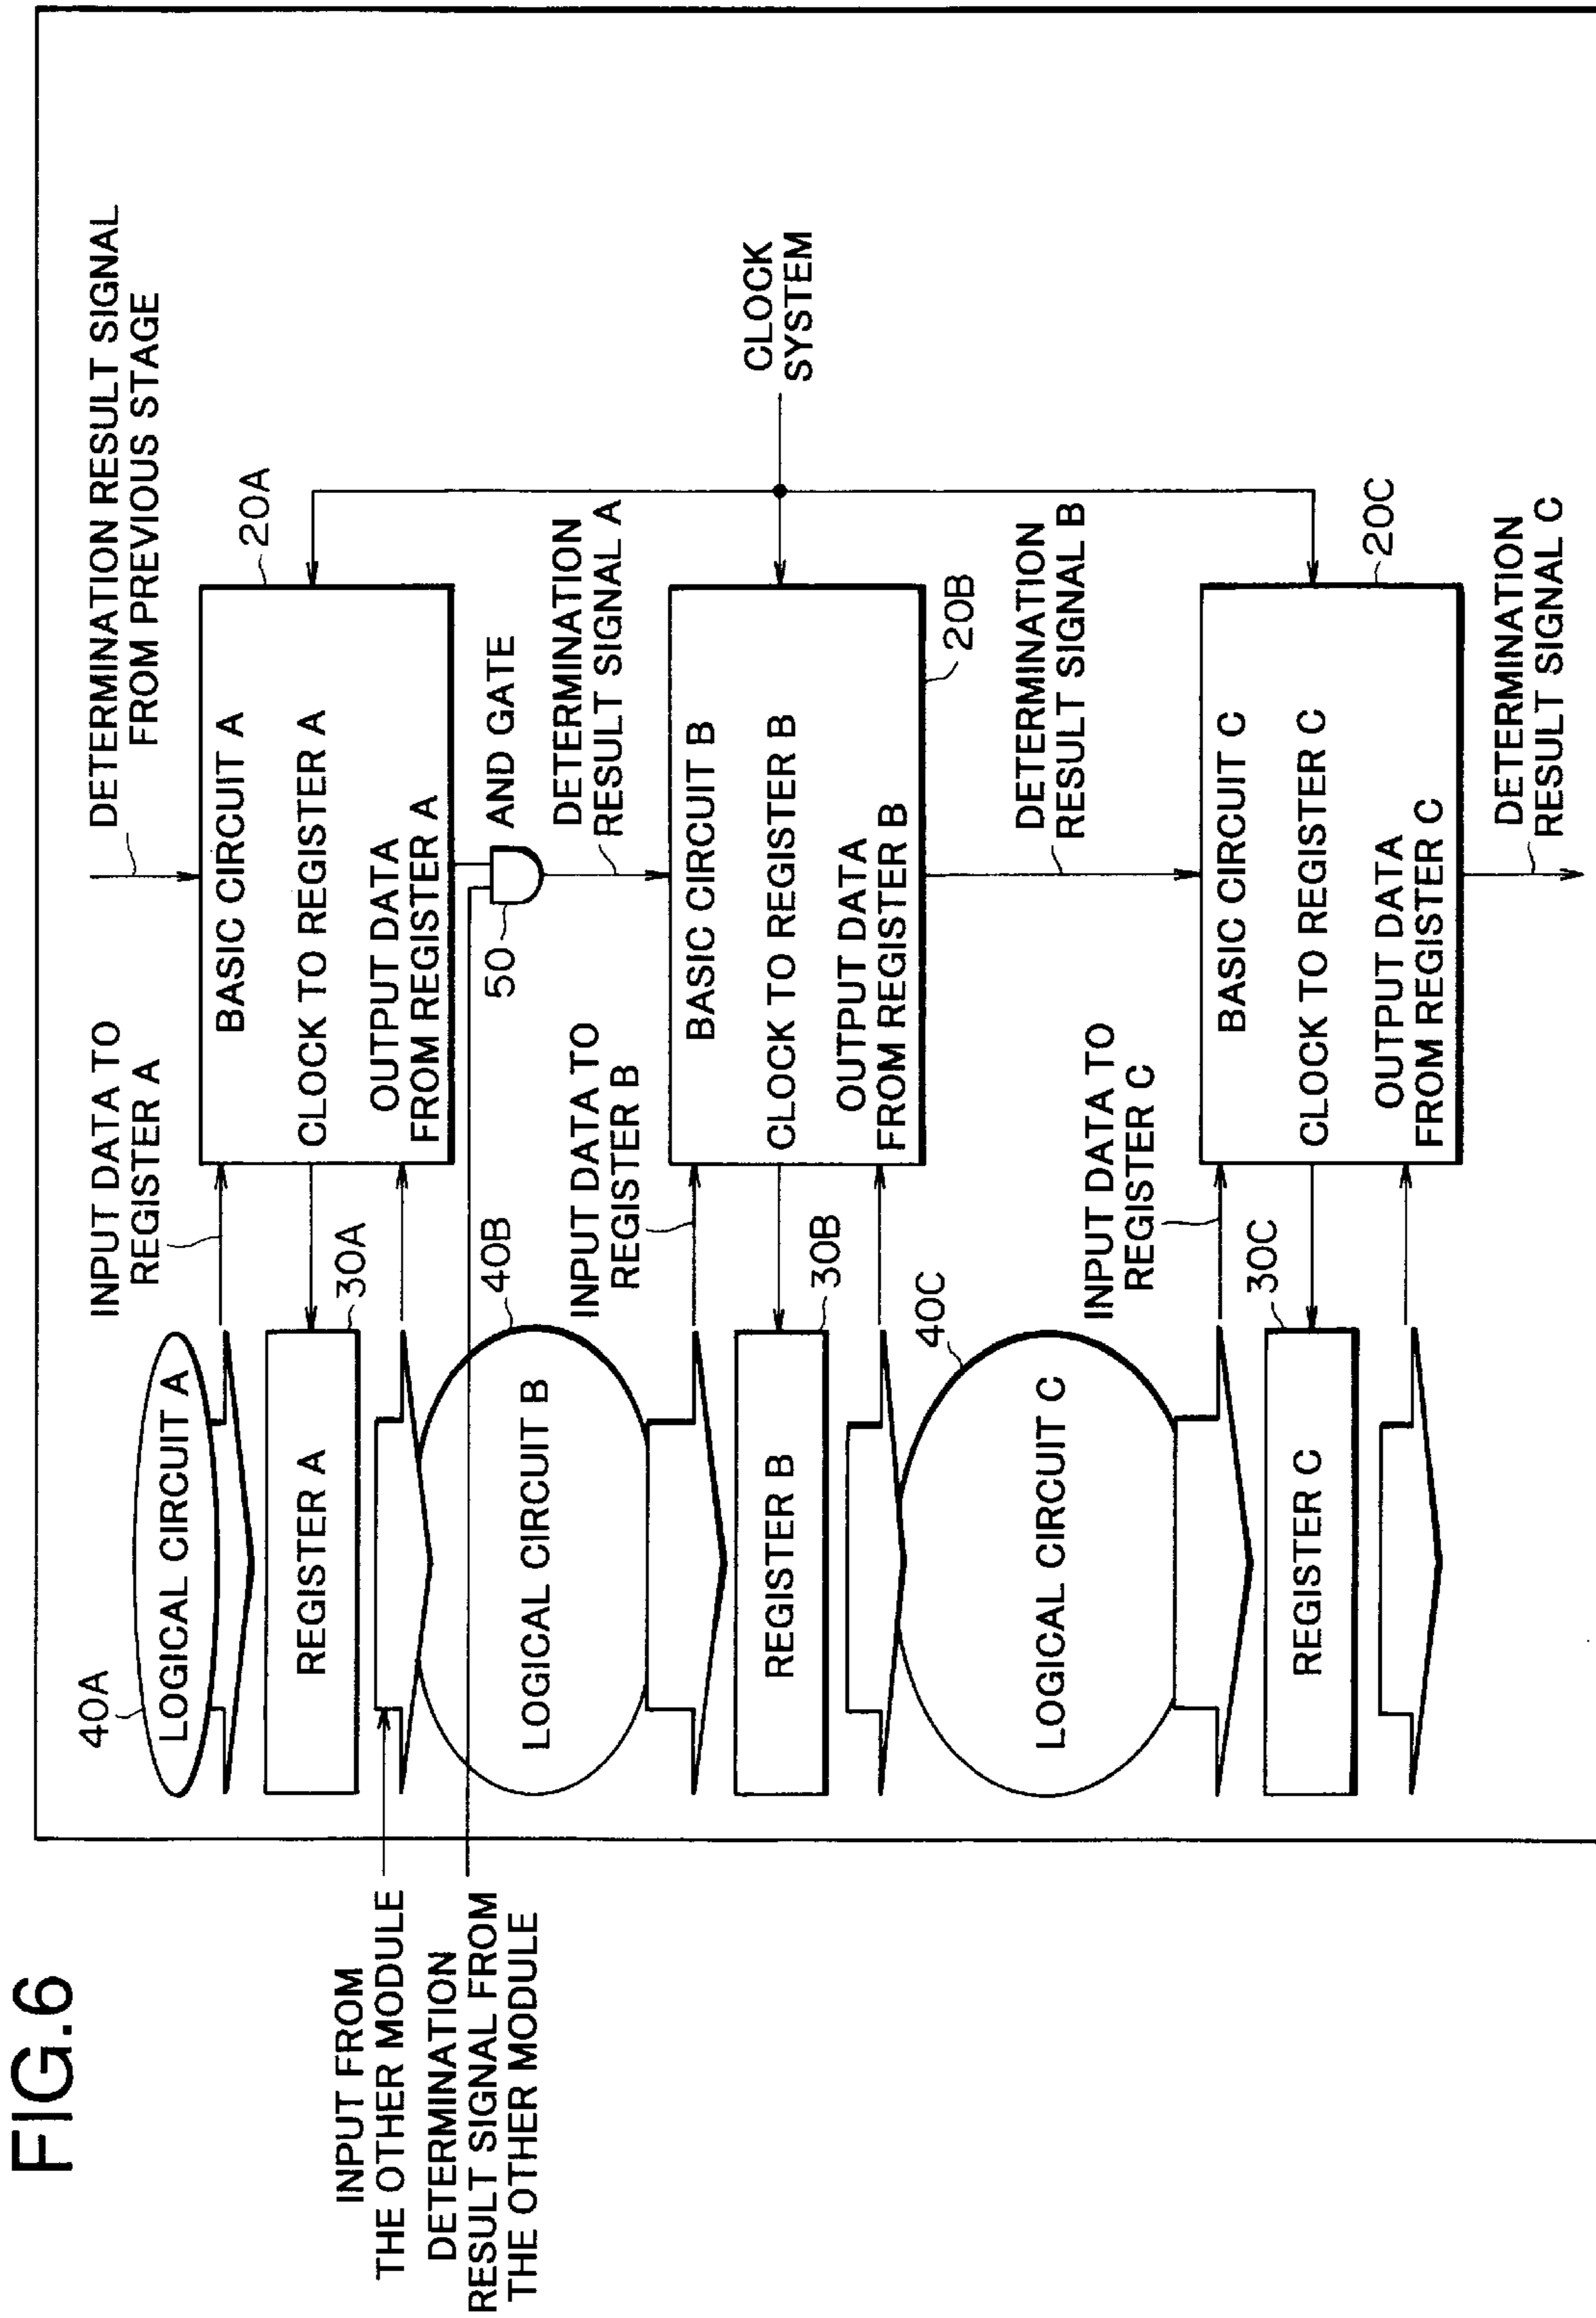 FIG.6
DETERMINATION RESULT SIGNAL
FROM PREVIOUS STAGE
INPUT DATA TO
REGISTER A
40A
LOGICAL CIRCUIT A
BASIC CIRCUIT A
20A
CLOCK TO REGISTER A
REGISTER A
30A
OUTPUT DATA
FROM REGISTER A
INPUT FROM
THE OTHER MODULE
DETERMINATION
RESULT SIGNAL FROM
THE OTHER MODULE
50
AND GATE
DETERMINATION
RESULT SIGNAL A
40B
LOGICAL CIRCUIT B
INPUT DATA TO
REGISTER B
BASIC CIRCUIT B
CLOCK
SYSTEM
CLOCK TO REGISTER B
REGISTER B
30B
OUTPUT DATA
FROM REGISTER B
20B
40C
LOGICAL CIRCUIT C
DETERMINATION
RESULT SIGNAL B
INPUT DATA TO
REGISTER C
BASIC CIRCUIT C
30C
CLOCK TO REGISTER C
REGISTER C
20C
OUTPUT DATA
FROM REGISTER C
DETERMINATION
RESULT SIGNAL C